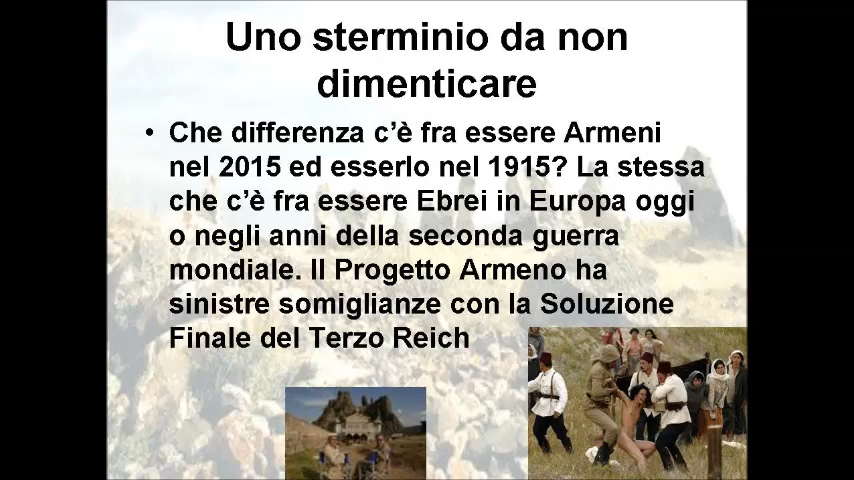 Uno sterminio da non
dimenticare
• Che differenza c'è fra essere Armeni
nel 2015 ed esserlo nel 1915? La stessa
che c'è fra essere Ebrei in Europa oggi
o negli anni della seconda guerra
mondiale. Il Progetto Armeno ha
sinistre somiglianze con la Soluzione
Finale del Terzo Reich